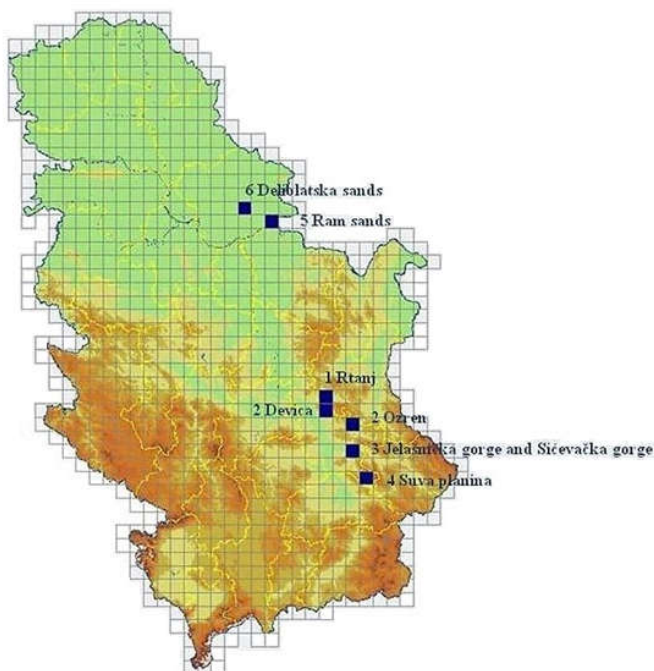 6 Deliblatska sands
5 Ram sands
1 Rtanj
2 Devica
2 Ozren
3 Jelašnička gorge and Sićevačka gorge
4 Suva planina